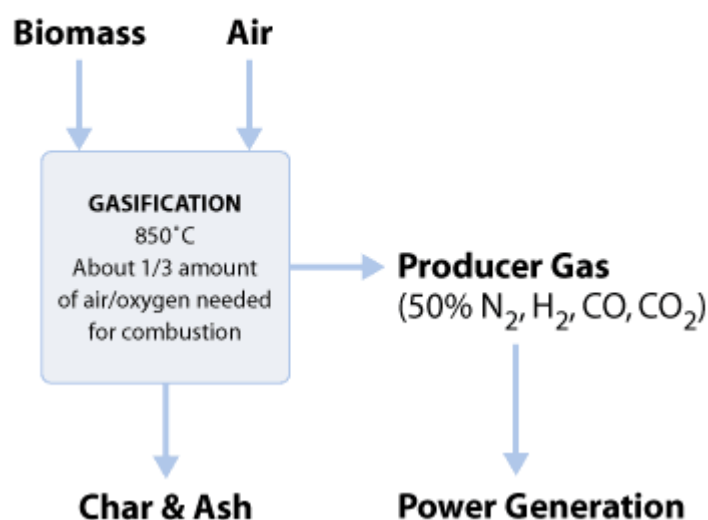 Biomass
Air
GASIFICATION
850˚C
About 1/3 amount
of air/oxygen needed
for combustion
Producer Gas
(50% N₂, H₂, CO, CO₂)
Char & Ash
Power Generation